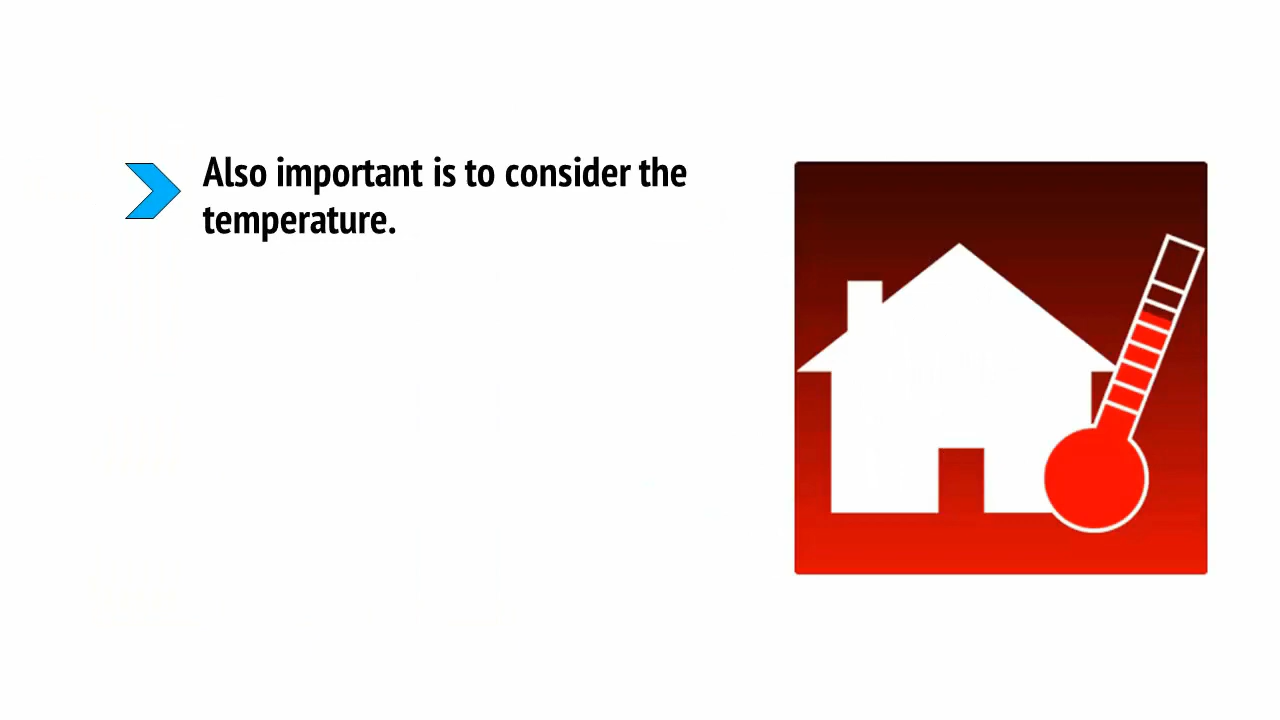 Also important is to consider the
temperature.